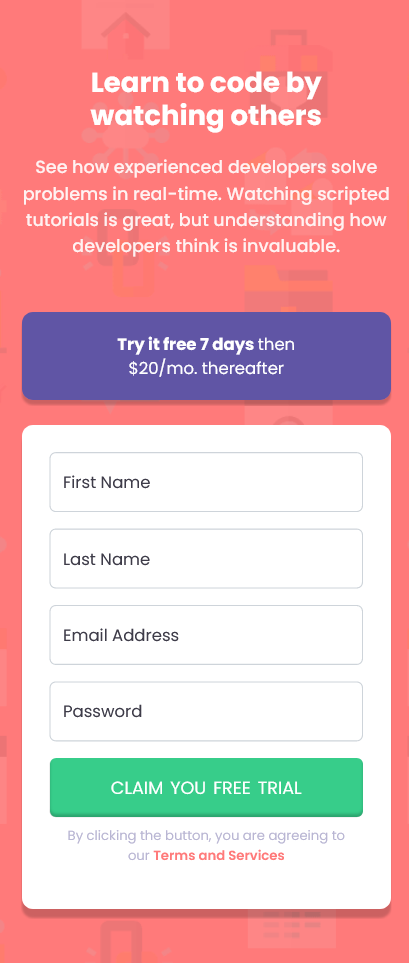 Learn to code by
watching others
See how experienced developers solve
problems in real-time. Watching scripted
tutorials is great, but understanding how
developers think is invaluable.
Try it free 7 days then
$20/mo. thereafter
First Name
Last Name
Email Address
Password
CLAIM YOU FREE TRIAL
By clicking the button, you are agreeing to
our Terms and Services